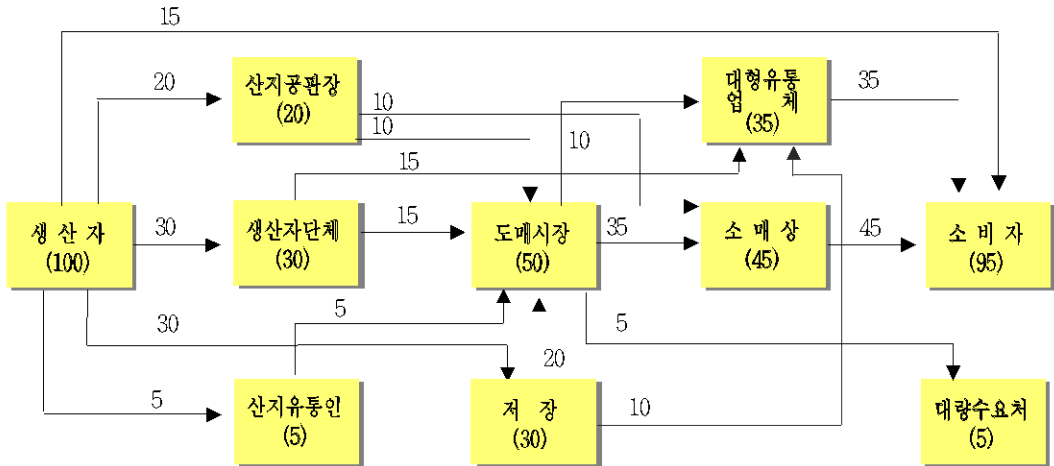 15
20
산지공판장
(20)
10
10
대형유통
업 체
(35)
35
10
15
생 산 자
(100)
30
생산자단체
(30)
15
도매시장
(50)
35
소 매 상
(45)
45
소 비 자
(95)
5
30
20
5
5
산지유통인
(5)
저 장
(30)
10
대량수요처
(5)